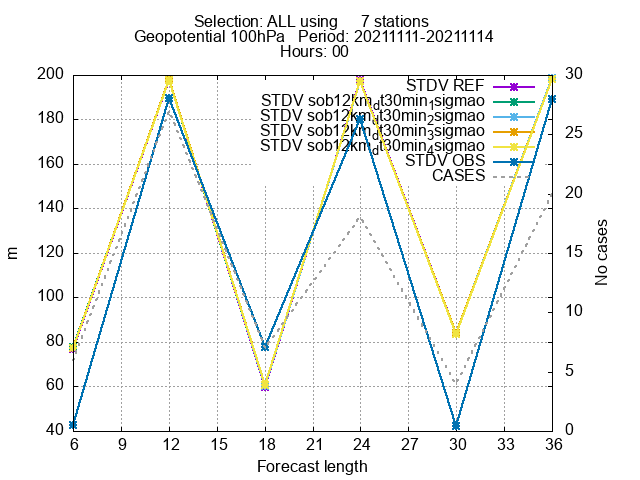 Selection: ALL using 7 stations
Geopotential 100hPa Period: 20211111-20211114
Hours: 00
STDV REF
STDV sob12km_dt30min_1sigmao
STDV sob12km_dt30min_2sigmao
STDV sob12km_dt30min_3sigmao
STDV sob12km_dt30min_4sigmao
STDV OBS
CASES
200
180
160
140
120
100
80
60
40
m
30
25
20
15
10
5
0
No cases
6 9 12 15 18 21 24 27 30 33 36
Forecast length